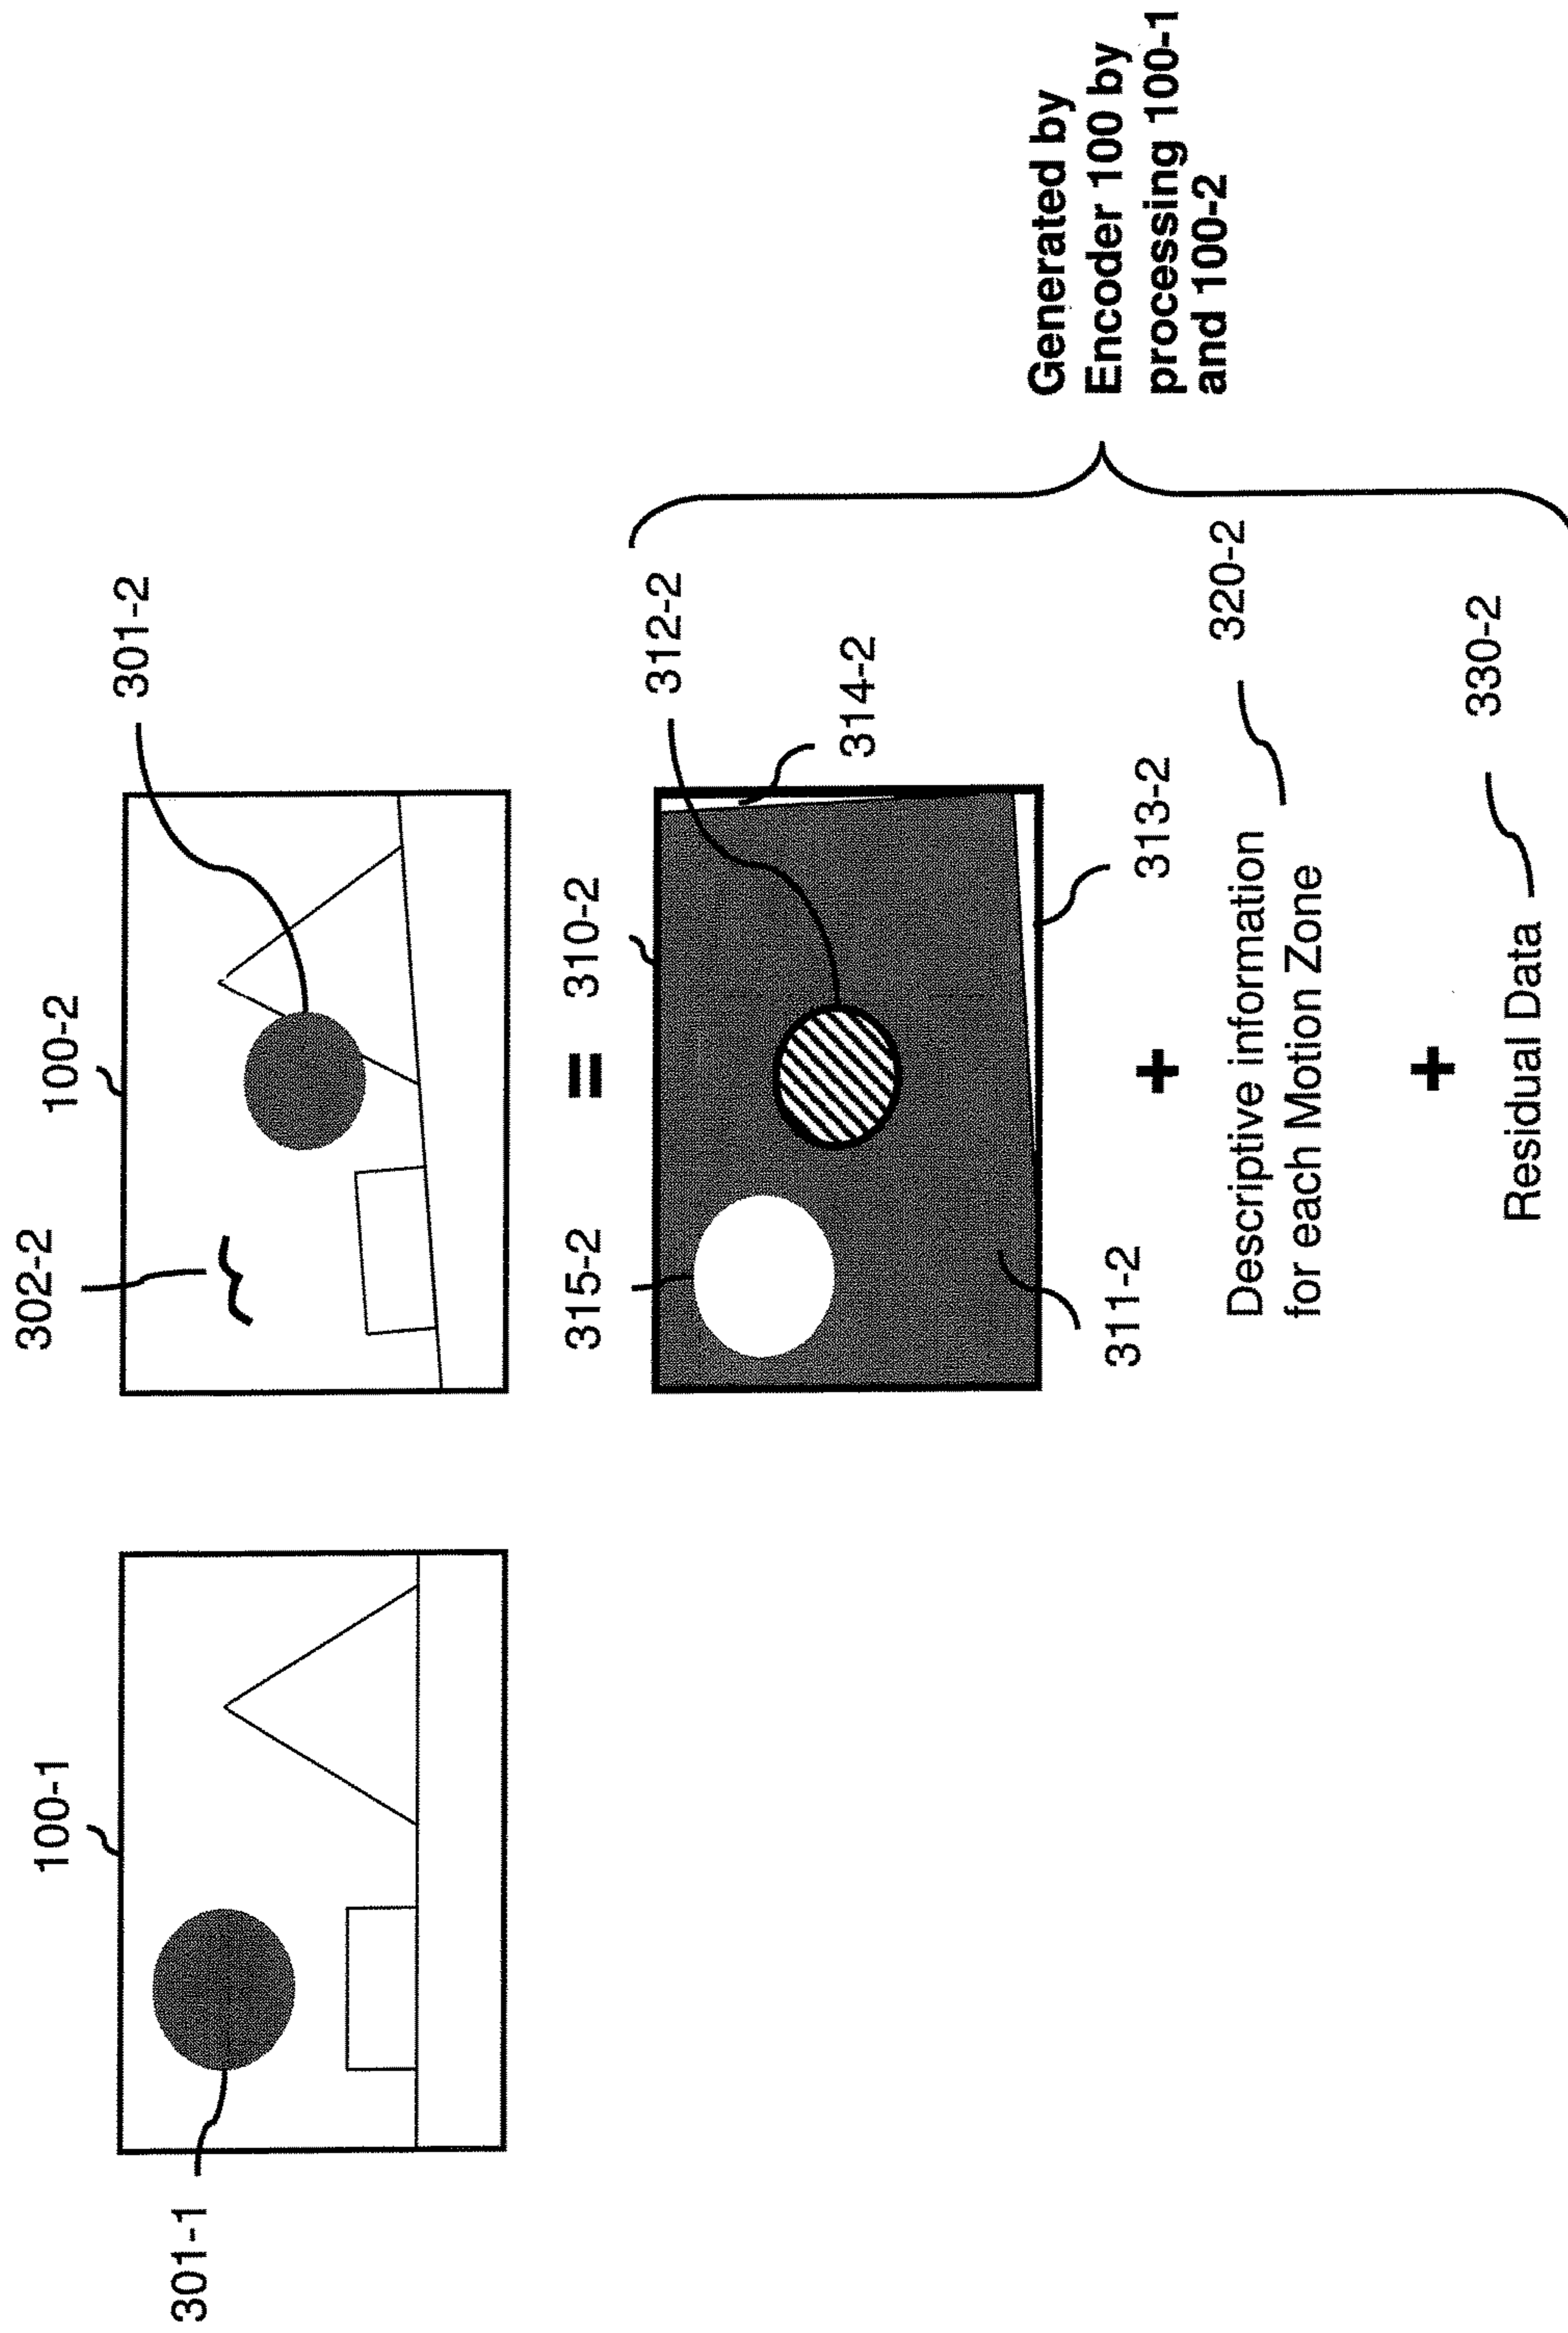 100-1
100-2
302-2
301-1
301-2
=
315-2
310-2
312-2
314-2
311-2
313-2
Generated by
Encoder 100 by
processing 100-1
and 100-2
+
Descriptive information
for each Motion Zone
320-2
+
Residual Data
330-2